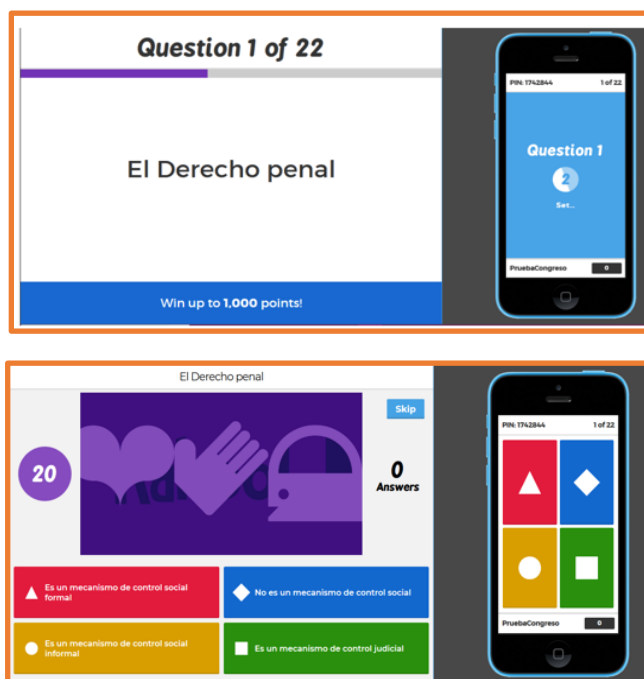 Question 1 of 22
El Derecho penal
Win up to 1,000 points!
PIN: 1742844 1 of 22
Question 1
2
Set...
PruebaCongreso 0
El Derecho penal
Skip
20
0
Answers
Es un mecanismo de control social
formal
No es un mecanismo de control social
Es un mecanismo de control social
informal
Es un mecanismo de control judicial
PIN: 1742844 1 of 22
PruebaCongreso 0